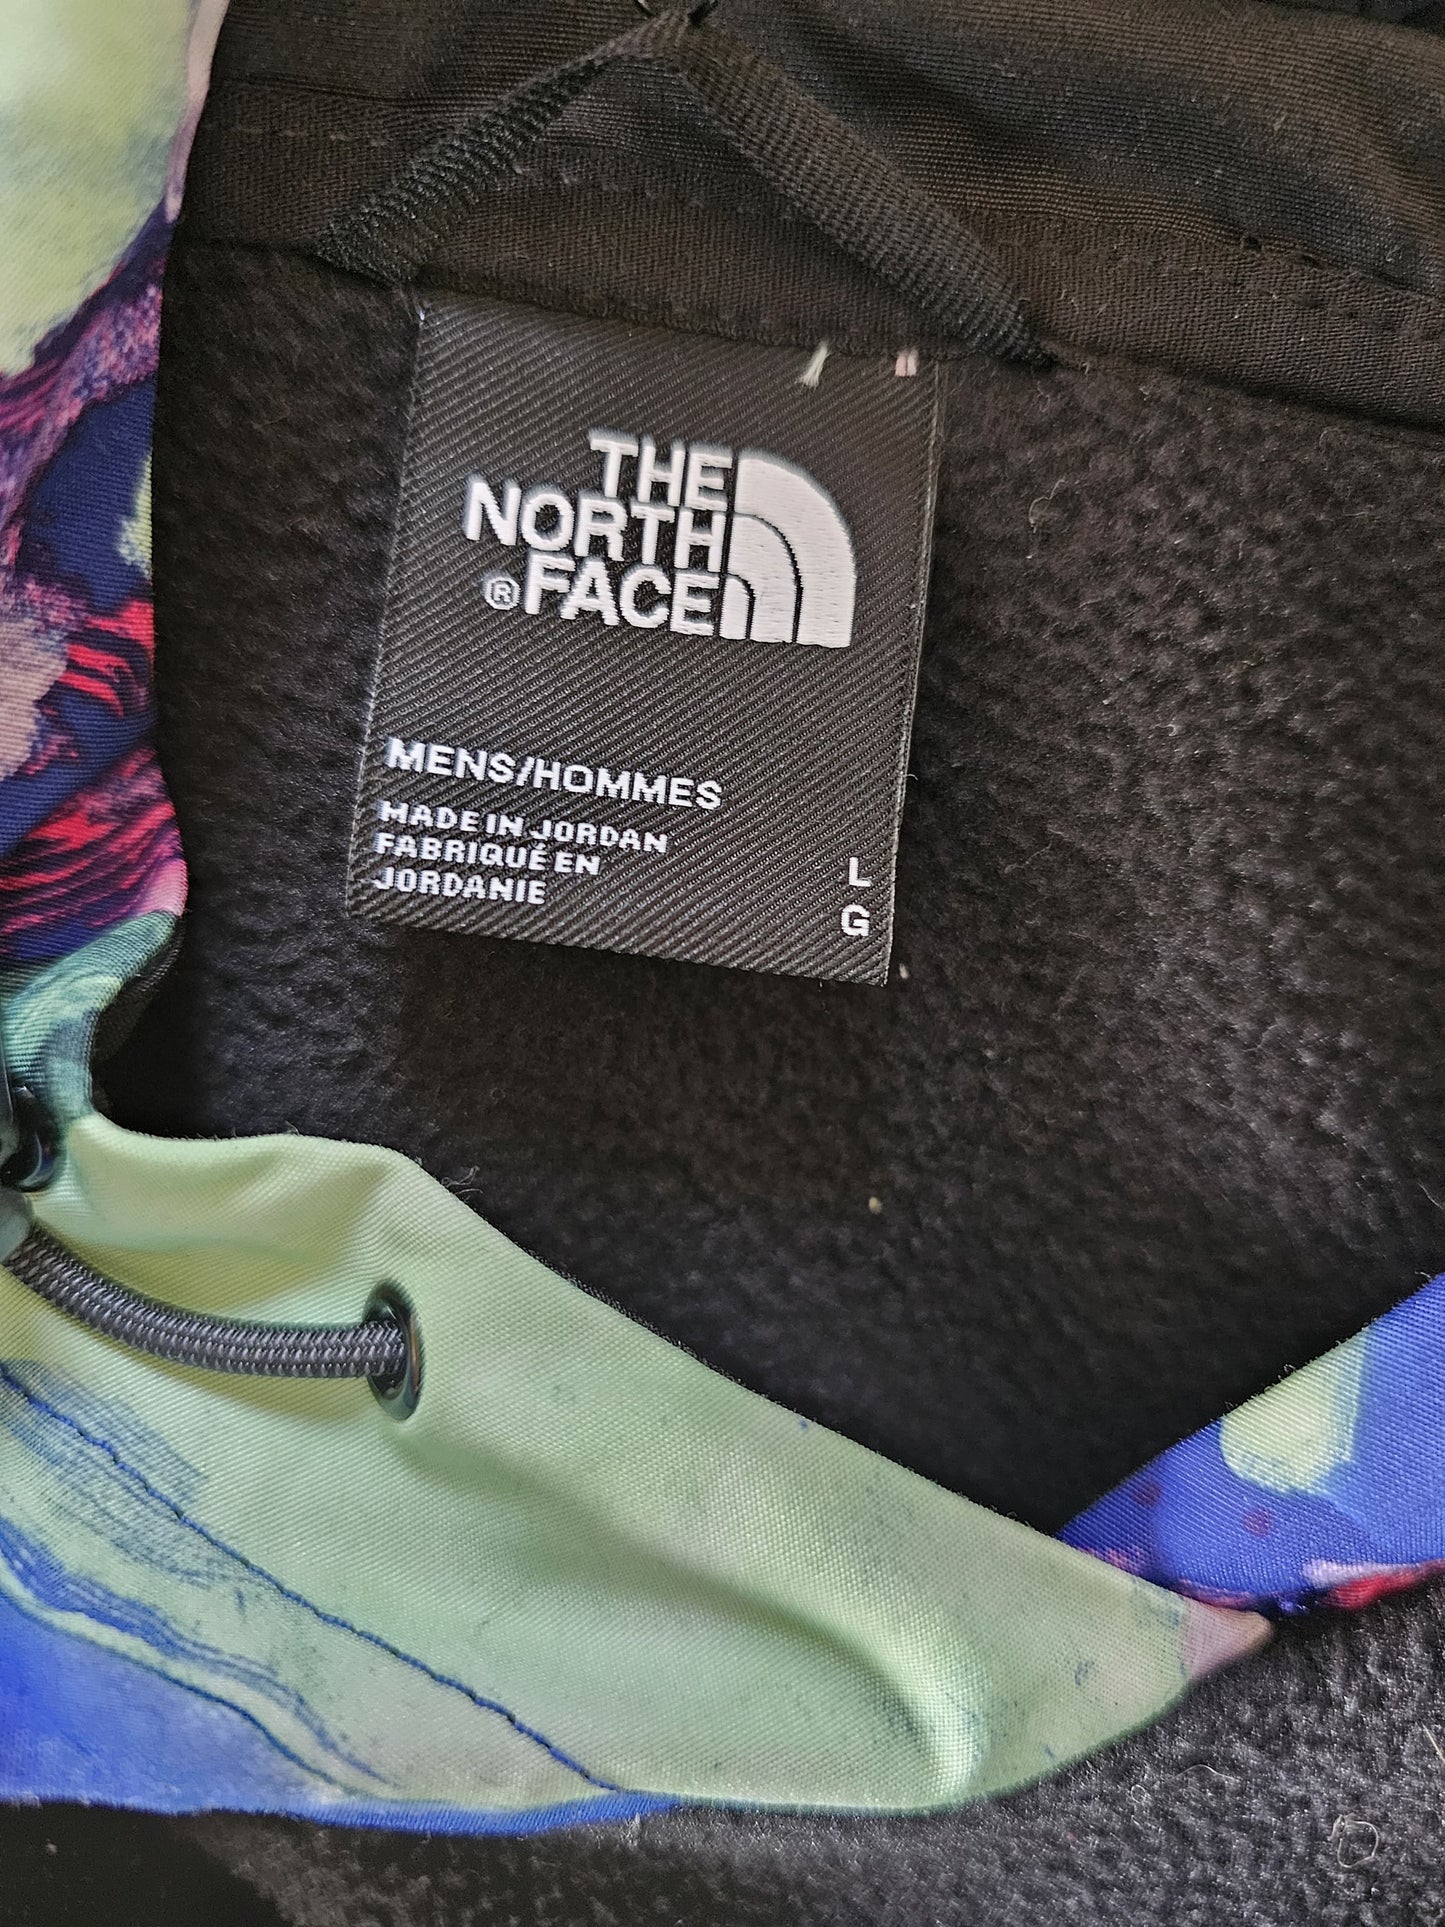 THE
NORTH
® FACE
MENS/HOMMES
MADE IN JORDAN
FABRIQUÉ EN
JORDANIE
L
G